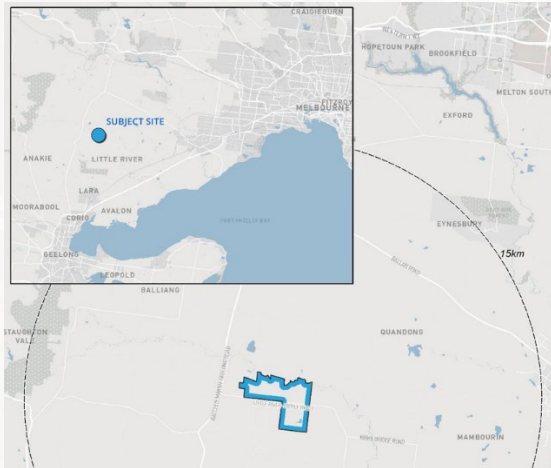 CRAIGIEBURN
HOPETOUN PARK
BROOKFIELD
MELTON SOUTH
FITZROY
MELBOURNE
EXFORD
SUBJECT SITE
ANAKIE
LITTLE RIVER
LARA
MOORABOOL
CORIO
AVALON
PORT PHILLIP BAY
GEELONG
LEOPOLD
EYNESBURY
15km
BALLIANG
STAUGHTON
VALE
QUANDONG
MAMBOURIN